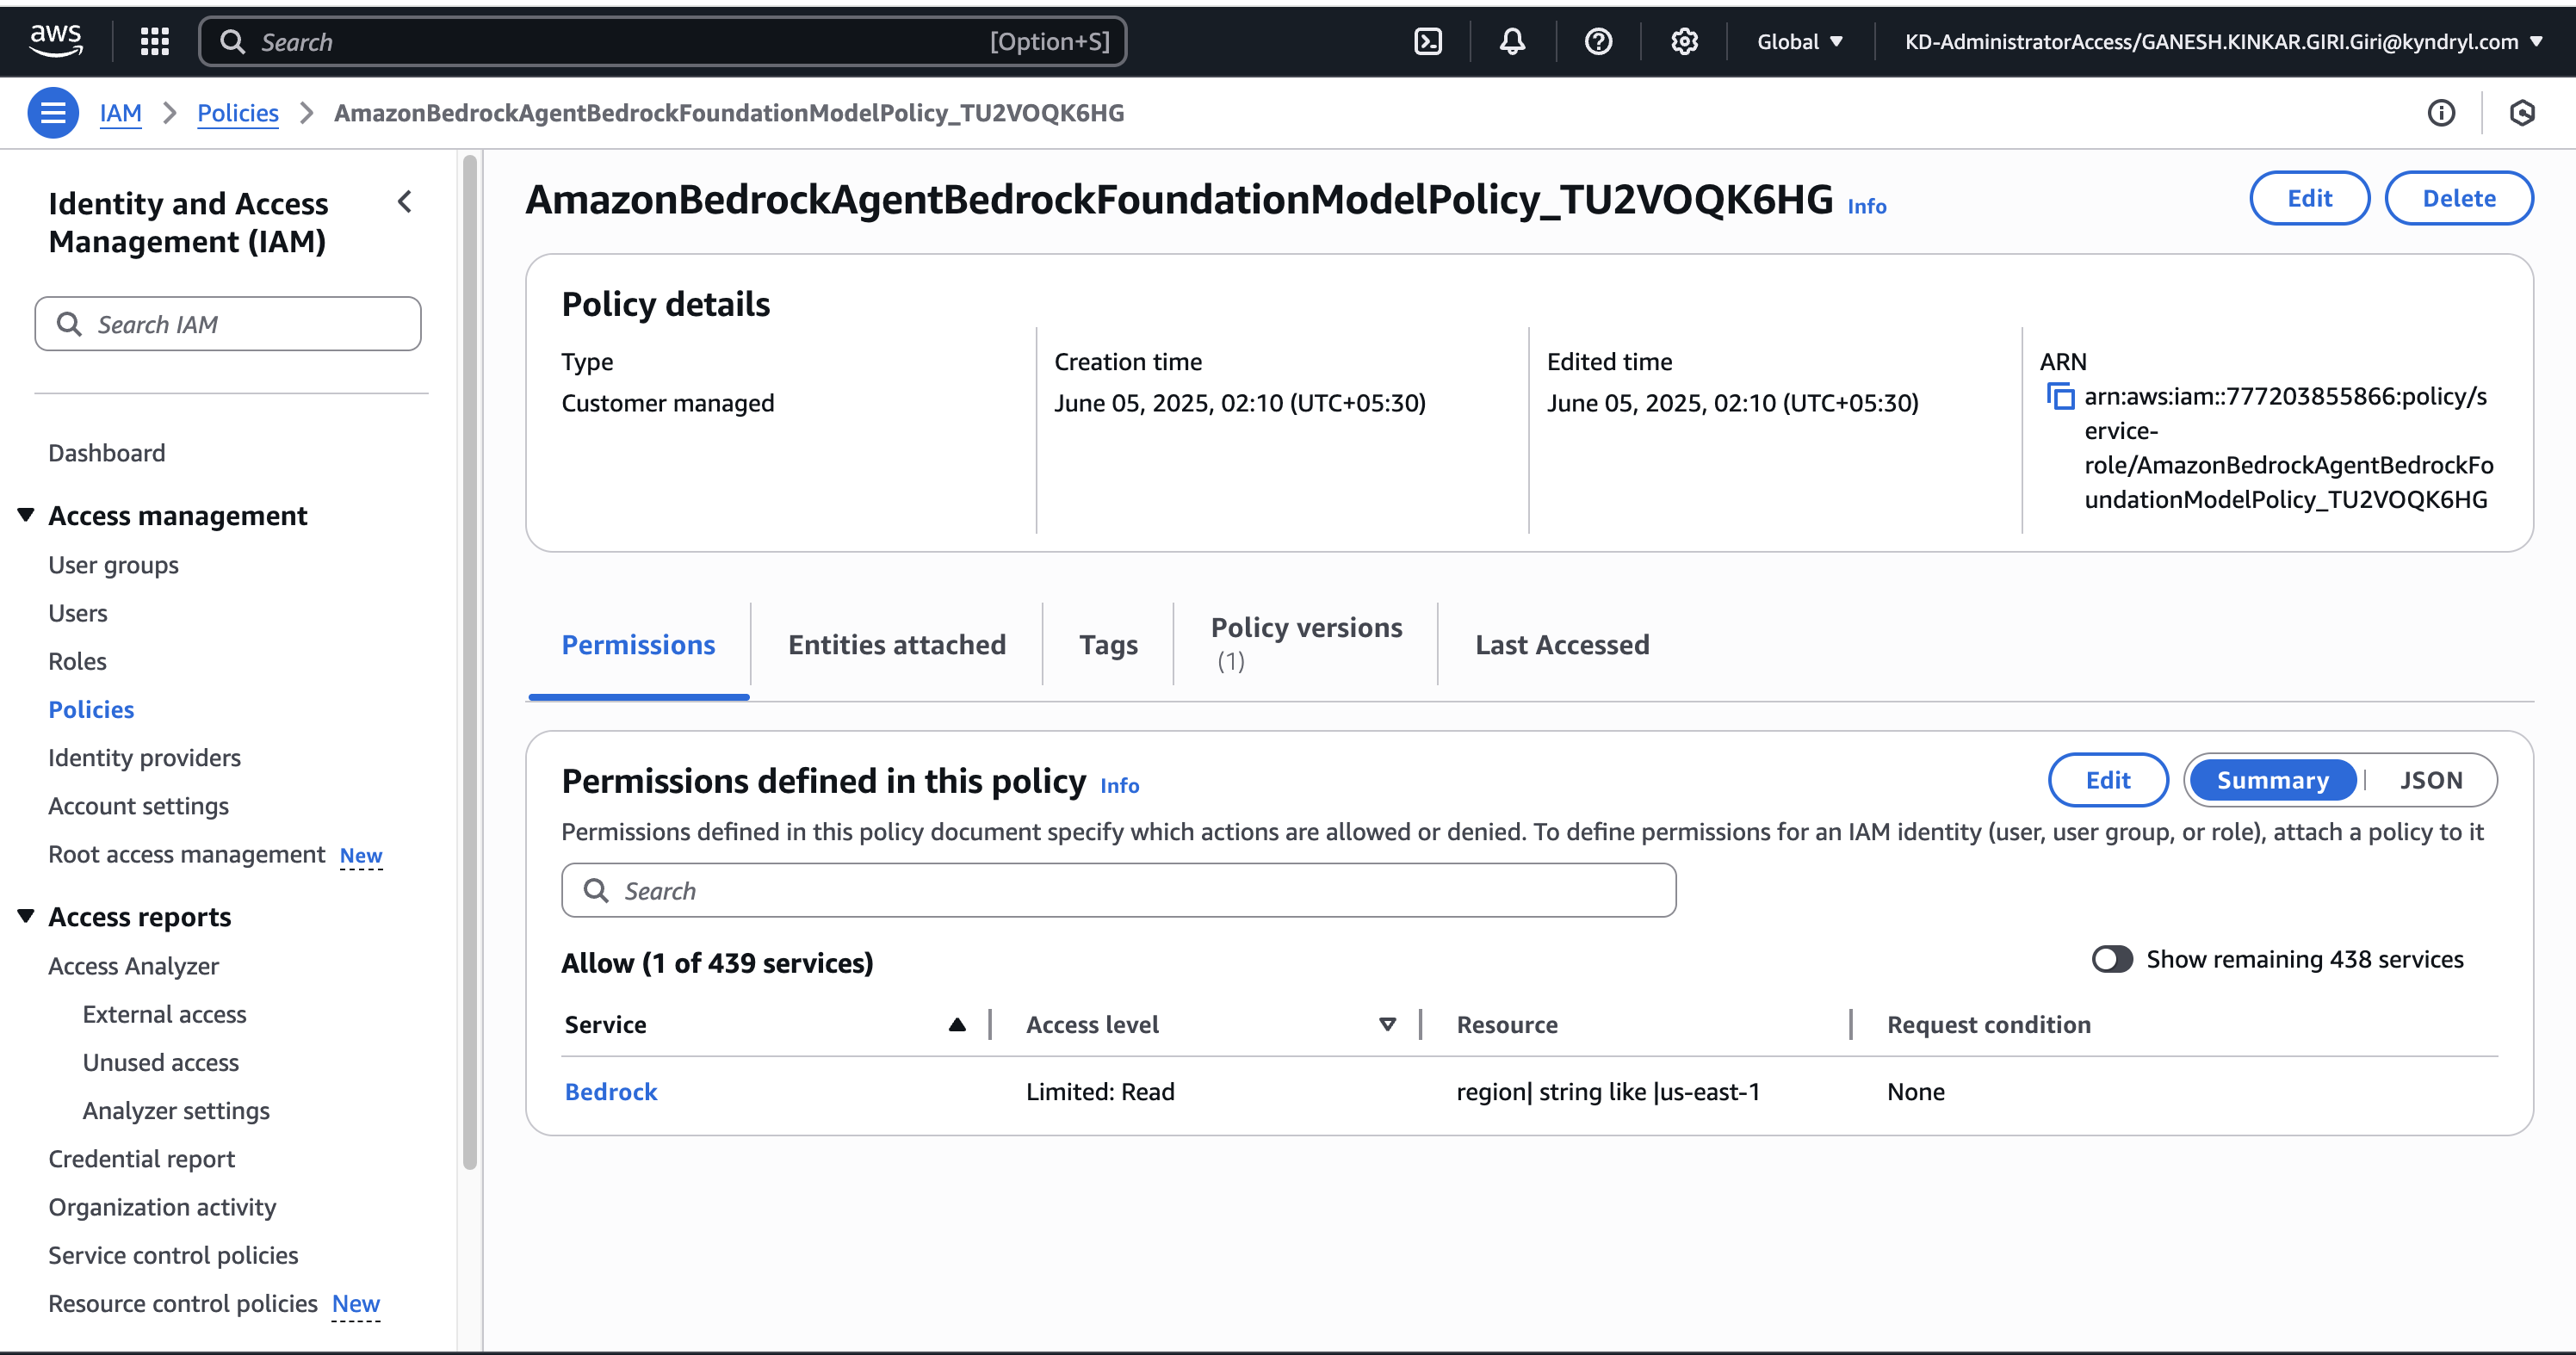 aws
Search
[Option+S]
Global
KD-AdministratorAccess/GANESH.KINKAR.GIRI.Giri@kyndryl.com
IAM
Policies
AmazonBedrockAgentBedrockFoundationModelPolicy_TU2VOQK6HG
Identity and Access
Management (IAM)
Search IAM
Dashboard
Access management
User groups
Users
Roles
Policies
Identity providers
Account settings
Root access management New
Access reports
Access Analyzer
External access
Unused access
Analyzer settings
Credential report
Organization activity
Service control policies
Resource control policies New
AmazonBedrockAgentBedrockFoundationModelPolicy_TU2VOQK6HG Info
Edit
Delete
Policy details
Type
Customer managed
Creation time
June 05, 2025, 02:10 (UTC+05:30)
Edited time
June 05, 2025, 02:10 (UTC+05:30)
ARN
arn:aws:iam::777203855866:policy/s
ervice-
role/AmazonBedrockAgentBedrockFo
undationModelPolicy_TU2VOQK6HG
Permissions
Entities attached
Tags
Policy versions
(1)
Last Accessed
Permissions defined in this policy Info
Edit
Summary
JSON
Permissions defined in this policy document specify which actions are allowed or denied. To define permissions for an IAM identity (user, user group, or role), attach a policy to it
Search
Allow (1 of 439 services)
Show remaining 438 services
Service
Access level
Resource
Request condition
Bedrock
Limited: Read
region| string like |us-east-1
None